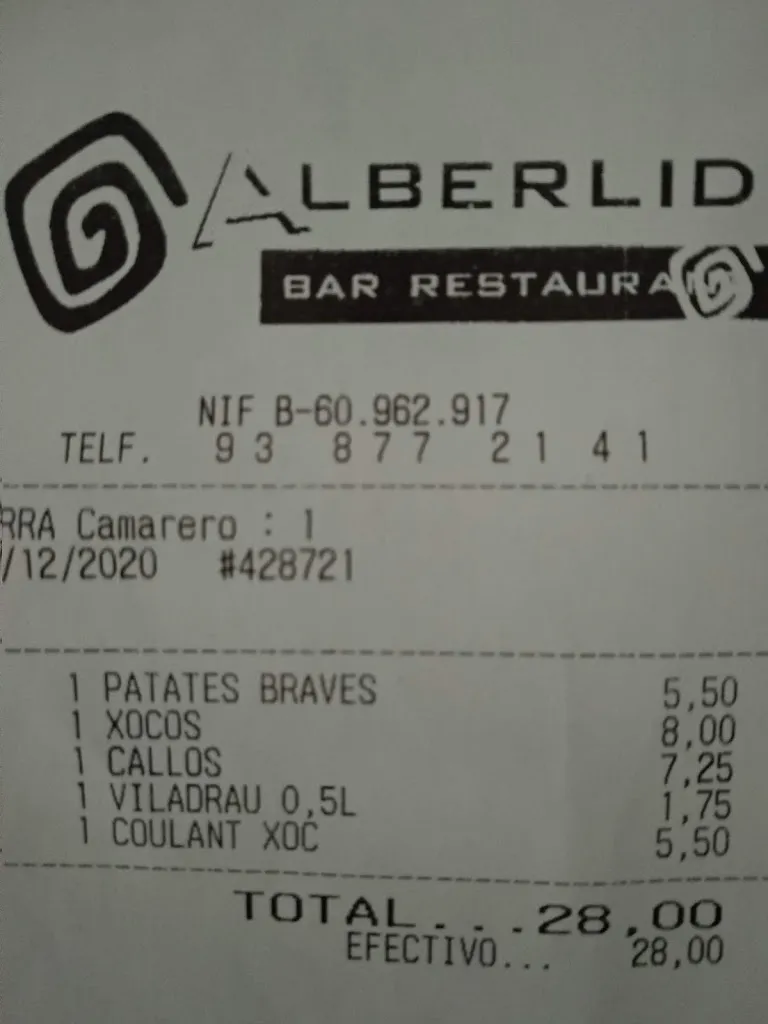 ALBERLID
BAR RESTAURANT
NIF B-60.962.917
TELF. 93 877 21 41
RRA Camarero : 1
/12/2020 #428721
1 PATATES BRAVES 5,50
1 XOCOS 8,00
1 CALLOS 7,25
1 VILADRAU 0,5L 1,75
1 COULANT XOC 5,50
TOTAL...28,00
EFECTIVO... 28,00